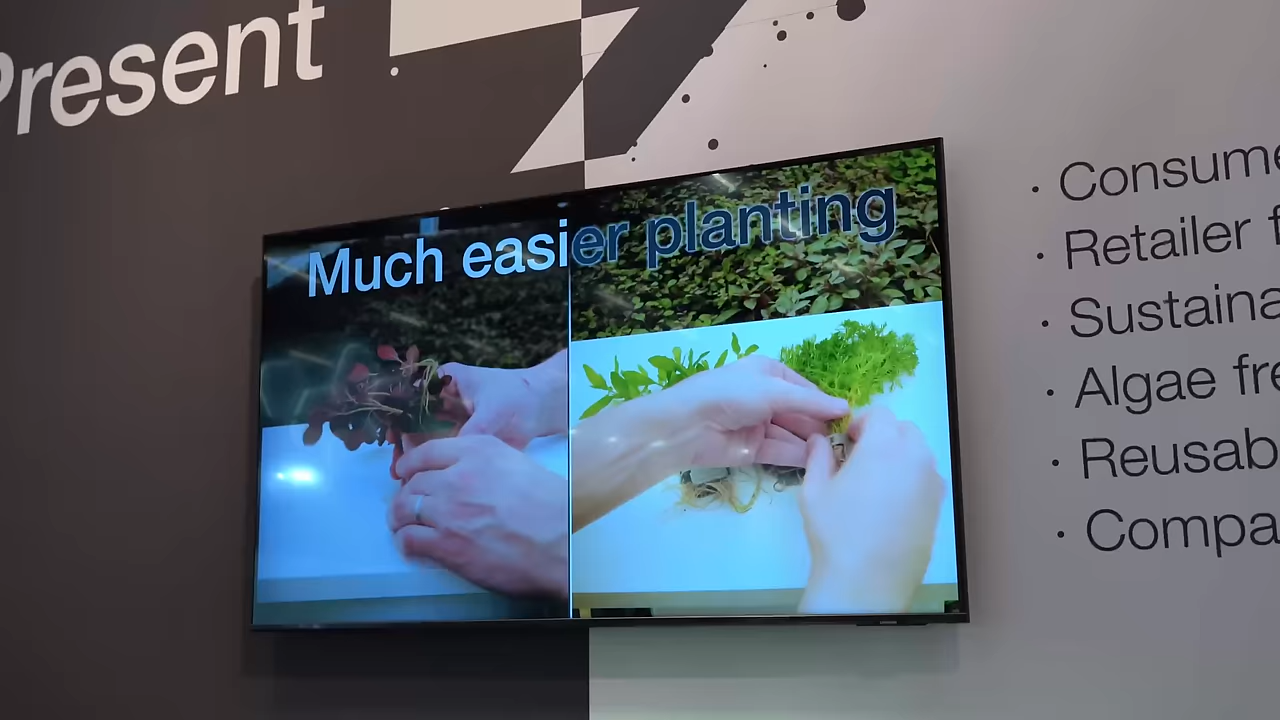 Present
Much easier planting
· Consume
· Retailer f
· Sustaina
· Algae fre
· Reusab
· Compa